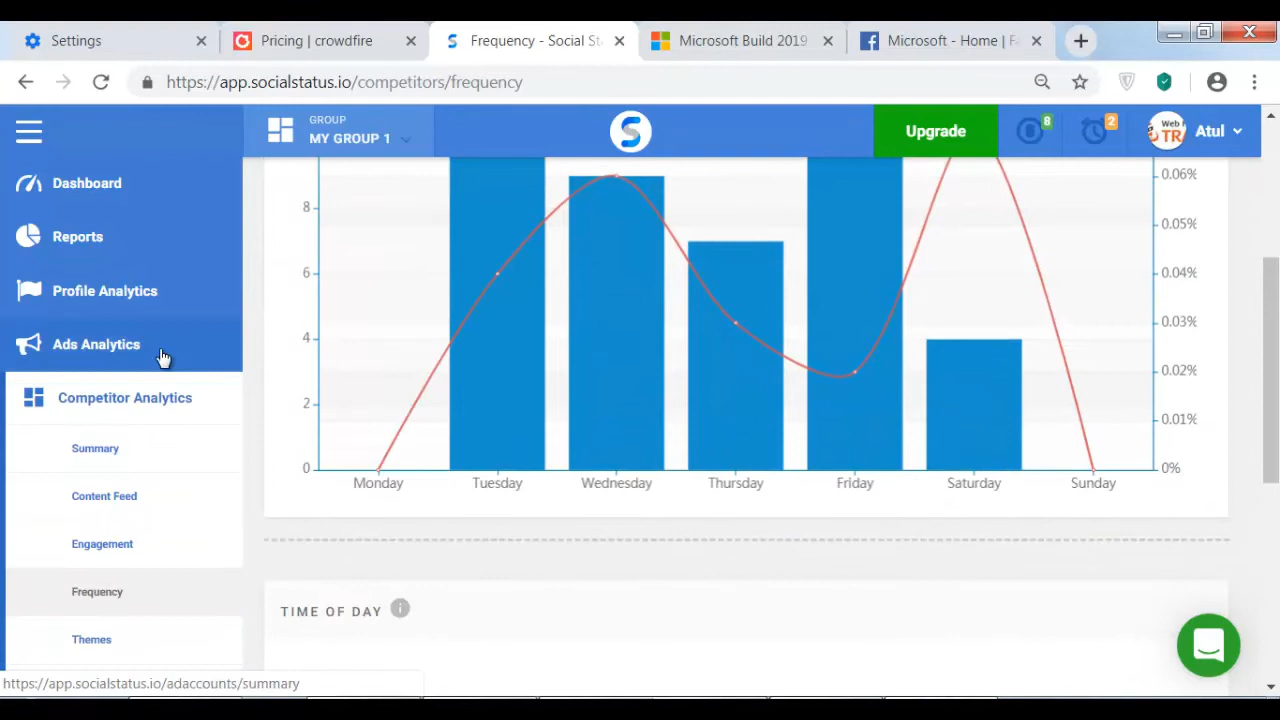 Settings
Pricing | crowdfire
Frequency - Social St
Microsoft Build 2019
Microsoft - Home | F
https://app.socialstatus.io/competitors/frequency
GROUP
MY GROUP 1
Upgrade
8
2
Web
TR
Atul
Dashboard
Reports
Profile Analytics
Ads Analytics
Competitor Analytics
Summary
Content Feed
Engagement
Frequency
Themes
8
6
4
2
0
0.06%
0.05%
0.04%
0.03%
0.02%
0.01%
0%
Monday Tuesday Wednesday Thursday Friday Saturday Sunday
TIME OF DAY
https://app.socialstatus.io/adaccounts/summary